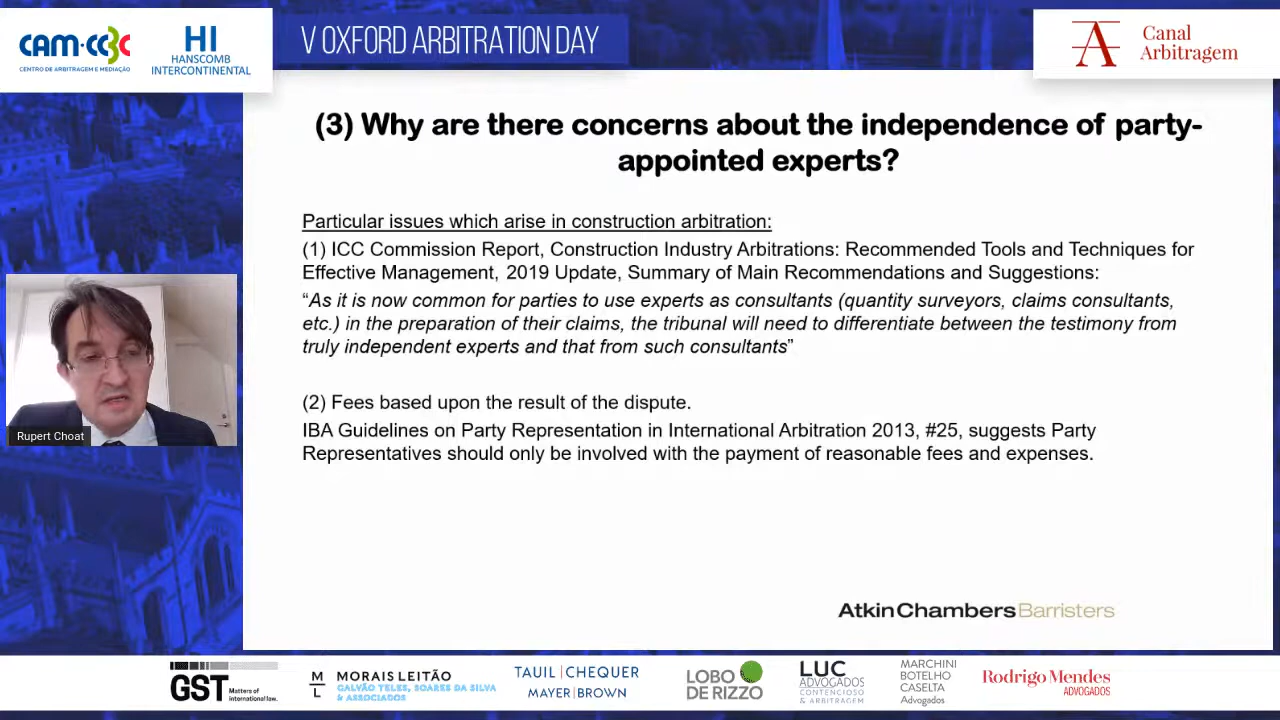 CAM-CCBC
CENTRO DE ARBITRAGEM E MEDIAÇÃO
HI
HANSCOMB
INTERCONTINENTAL
V OXFORD ARBITRATION DAY
Canal
Arbitragem
(3) Why are there concerns about the independence of party-
appointed experts?
Particular issues which arise in construction arbitration:
(1) ICC Commission Report, Construction Industry Arbitrations: Recommended Tools and Techniques for
Effective Management, 2019 Update, Summary of Main Recommendations and Suggestions:
“As it is now common for parties to use experts as consultants (quantity surveyors, claims consultants,
etc.) in the preparation of their claims, the tribunal will need to differentiate between the testimony from
truly independent experts and that from such consultants”
(2) Fees based upon the result of the dispute.
IBA Guidelines on Party Representation in International Arbitration 2013, #25, suggests Party
Representatives should only be involved with the payment of reasonable fees and expenses.
Rupert Choat
AtkinChambersBarristers
GST Matters of
international law.
M
L
MORAIS LEITÃO
GALVÃO TELES, SOARES DA SILVA
& ASSOCIADOS
TAUIL | CHEQUER
MAYER | BROWN
LOBO
DE RIZZO
LUC
ADVOGADOS
CONTENCIOSO
& ARBITRAGEM
MARCHINI
BOTELHO
CASELTA
Advogados
Rodrigo Mendes
ADVOGADOS